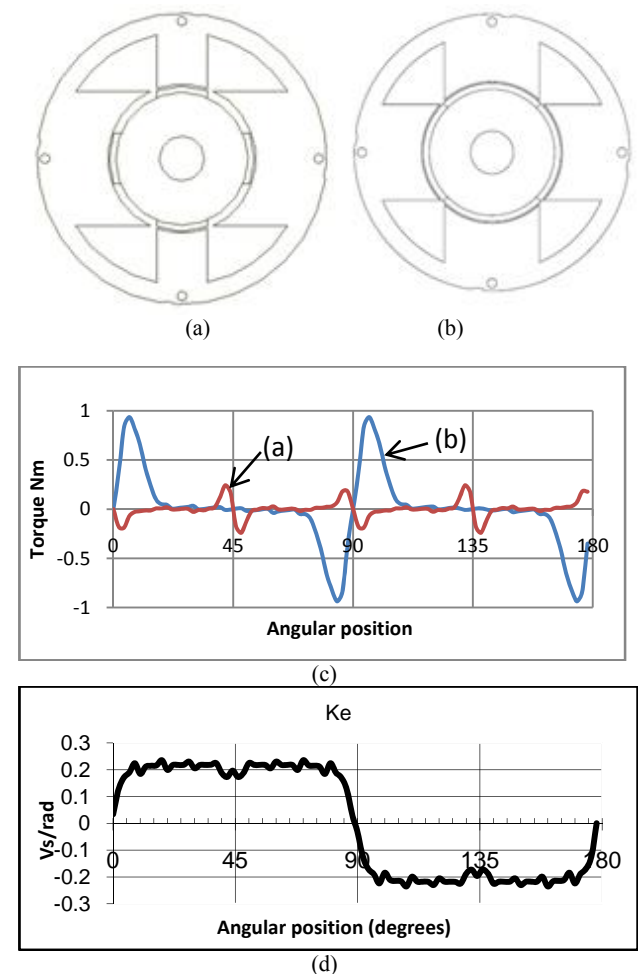 (a) (b)
1
0.5
0
-0.5
-1
0 45 90 135 180
Torque Nm
(a)
(b)
Angular position
(c)
Ke
0.3
0.2
0.1
0
-0.1
-0.2
-0.3
0 45 90 135 180
Vs/rad
Angular position (degrees)
(d)